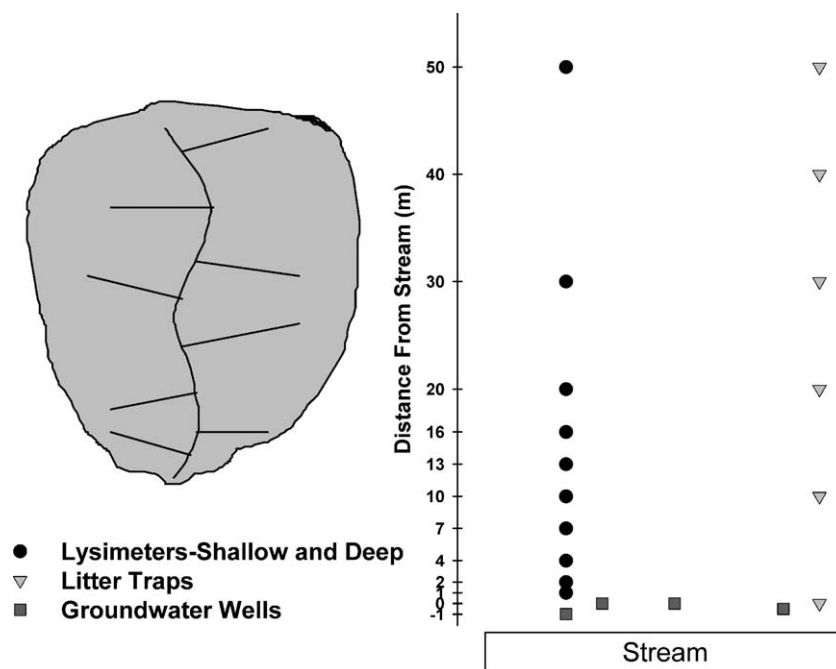 Lysimeters-Shallow and Deep
Litter Traps
Groundwater Wells
Distance From Stream (m)
50
40
30
20
16
13
10
7
4
2
1
0
-1
Stream